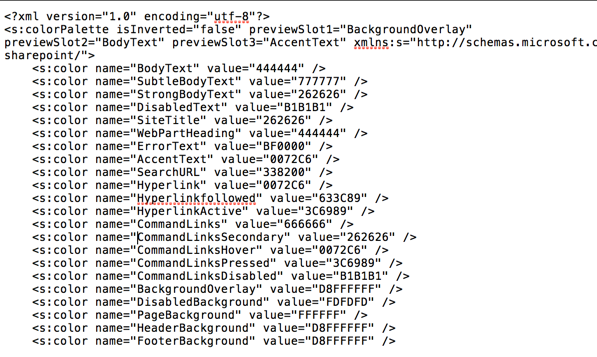 <?xml version="1.0" encoding="utf-8"?>
<s:colorPalette isInverted="false" previewSlot1="BackgroundOverlay"
previewSlot2="BodyText" previewSlot3="AccentText" xmlns:s="http://schemas.microsoft.c
sharepoint/">
<s:color name="BodyText" value="444444" />
<s:color name="SubtleBodyText" value="777777" />
<s:color name="StrongBodyText" value="262626" />
<s:color name="DisabledText" value="B1B1B1" />
<s:color name="SiteTitle" value="262626" />
<s:color name="WebPartHeading" value="444444" />
<s:color name="ErrorText" value="BF0000" />
<s:color name="AccentText" value="0072C6" />
<s:color name="SearchURL" value="338200" />
<s:color name="Hyperlink" value="0072C6" />
<s:color name="Hyperlinkfollowed" value="633C89" />
<s:color name="HyperlinkActive" value="3C6989" />
<s:color name="CommandLinks" value="666666" />
<s:color name="CommandLinksSecondary" value="262626" />
<s:color name="CommandLinksHover" value="0072C6" />
<s:color name="CommandLinksPressed" value="3C6989" />
<s:color name="CommandLinksDisabled" value="B1B1B1" />
<s:color name="BackgroundOverlay" value="D8FFFFFF" />
<s:color name="DisabledBackground" value="FDFDFD" />
<s:color name="PageBackground" value="FFFFFF" />
<s:color name="HeaderBackground" value="D8FFFFFF" />
<s:color name="FooterBackground" value="D8FFFFFF" />